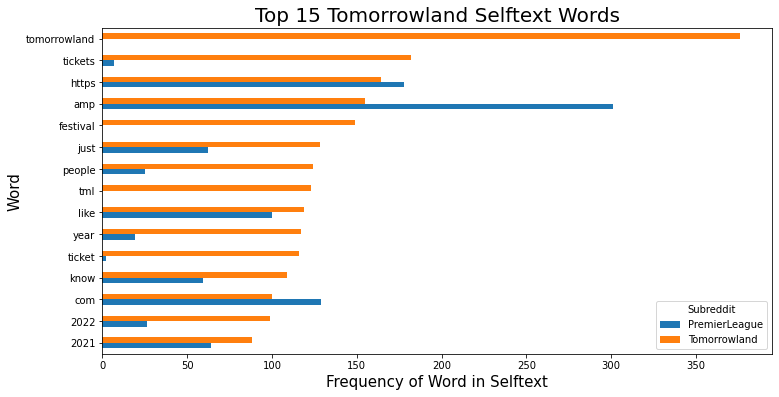 Top 15 Tomorrowland Selftext Words
tomorrowland
tickets
https
amp
festival
just
people
tml
like
year
ticket
know
com
2022
2021
Word
0 50 100 150 200 250 300 350
Frequency of Word in Selftext
Subreddit
PremierLeague
Tomorrowland